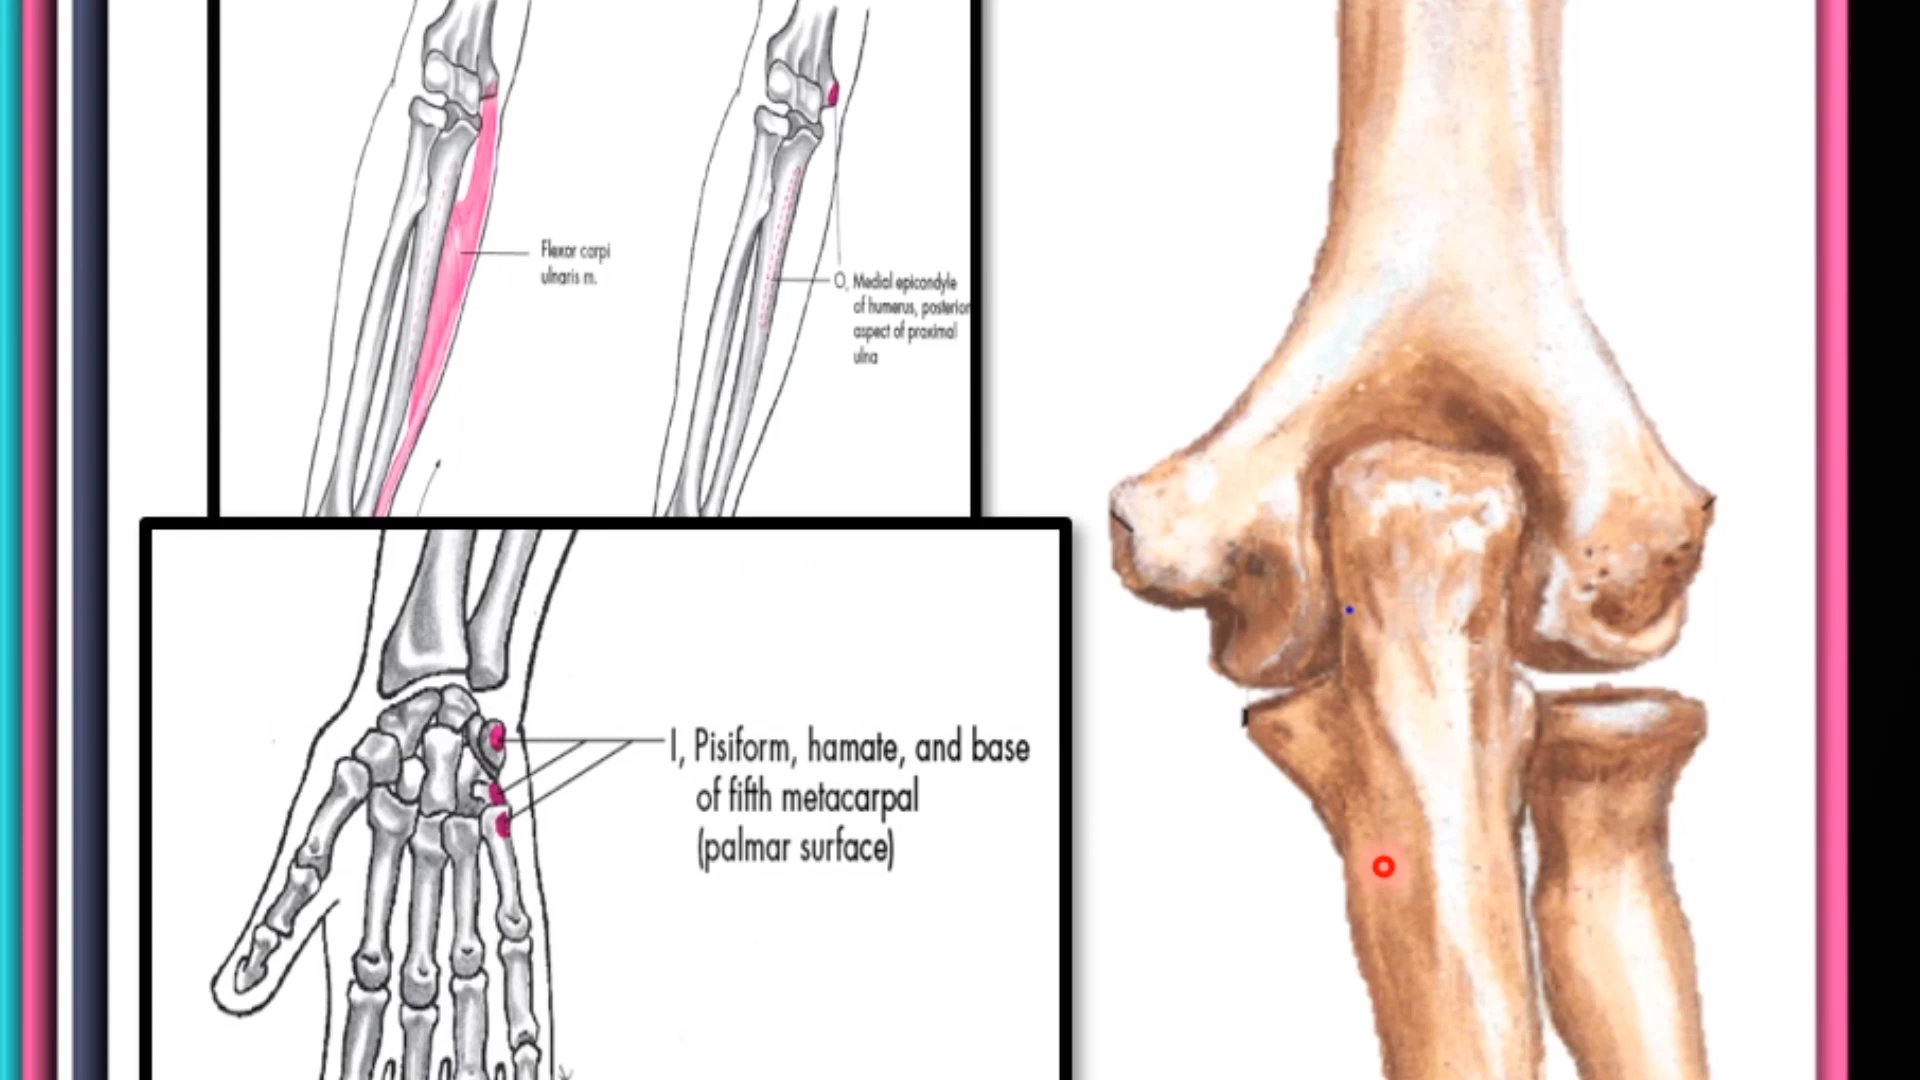 Flexor carpi
ulnaris m.
O, Medial epicondyle
of humerus, posterior
aspect of proximal
ulna
I, Pisiform, hamate, and base
of fifth metacarpal
(palmar surface)